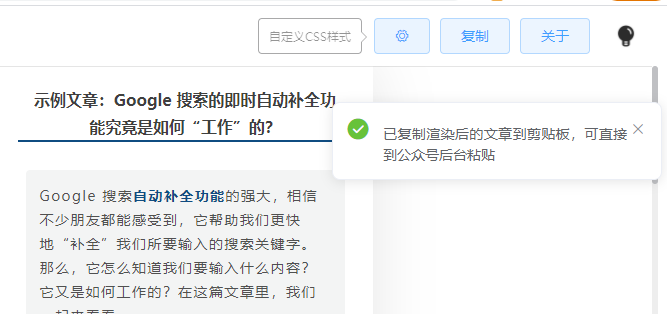 自定义CSS样式
复制
关于
示例文章：Google 搜索的即时自动补全功
能究竟是如何“工作”的？
已复制渲染后的文章到剪贴板，可直接
到公众号后台粘贴
Google 搜索自动补全功能的强大，相信
不少朋友都能感受到，它帮助我们更快
地“补全”我们所要输入的搜索关键字。
那么，它怎么知道我们要输入什么内容？
它又是如何工作的？在这篇文章里，我们